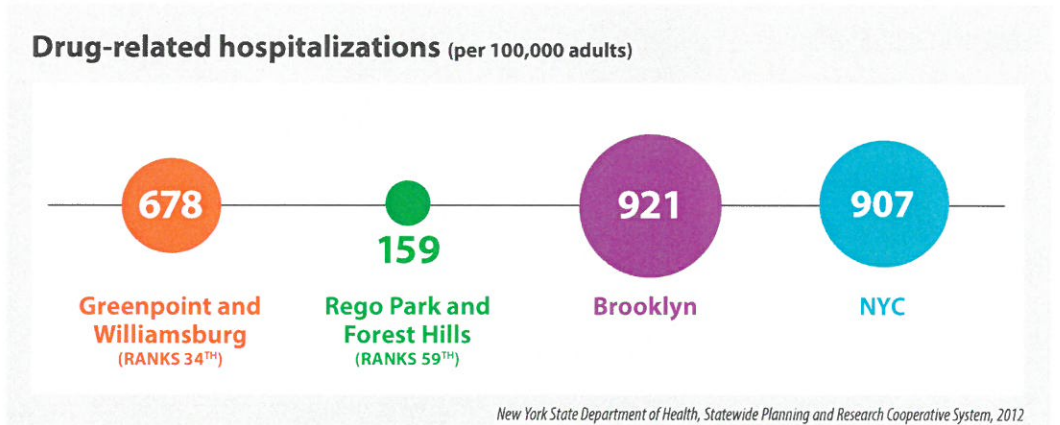 Drug-related hospitalizations (per 100,000 adults)
678
159
921
907
Greenpoint and
Williamsburg
(RANKS 34TH)
Rego Park and
Forest Hills
(RANKS 59TH)
Brooklyn
NYC
New York State Department of Health, Statewide Planning and Research Cooperative System, 2012